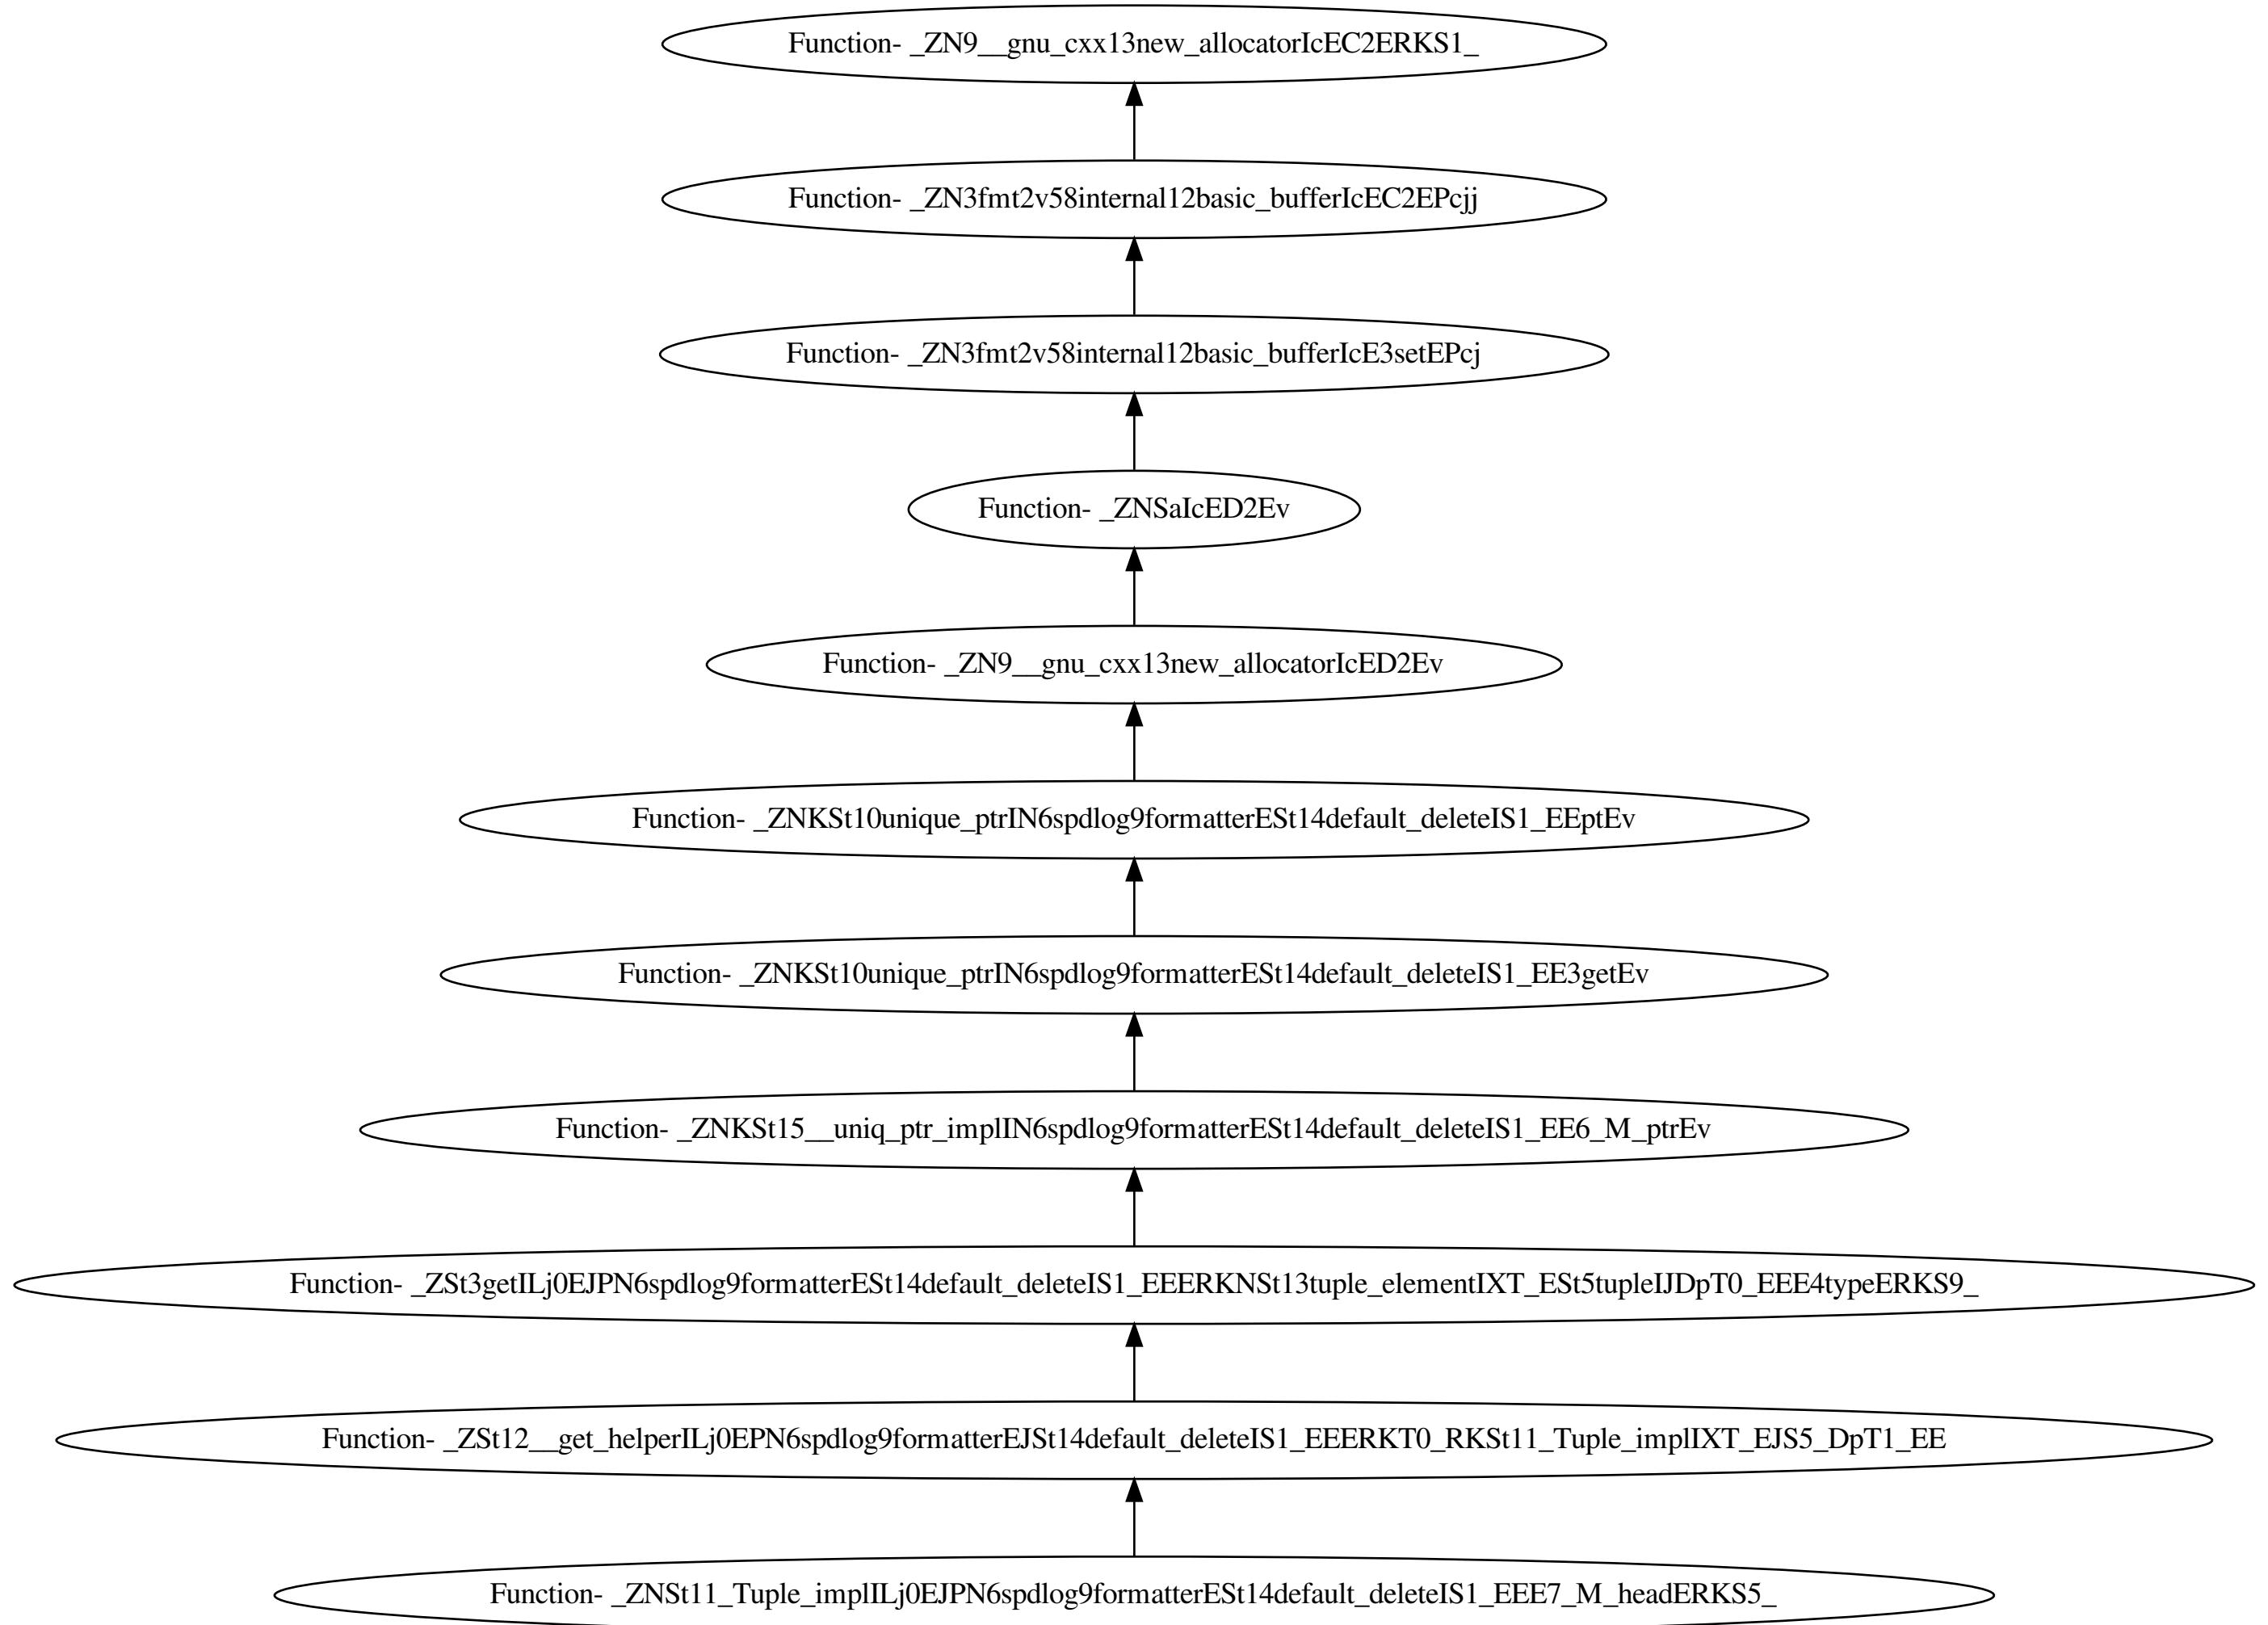 Function- _ZN9__gnu_cxx13new_allocatorIcEC2ERKS1_
Function- _ZN3fmt2v58internal12basic_bufferIcEC2EPcjj
Function- _ZN3fmt2v58internal12basic_bufferIcE3setEPcj
Function- _ZNSaIcED2Ev
Function- _ZN9__gnu_cxx13new_allocatorIcED2Ev
Function- _ZNKSt10unique_ptrIN6spdlog9formatterESt14default_deleteIS1_EEptEv
Function- _ZNKSt10unique_ptrIN6spdlog9formatterESt14default_deleteIS1_EE3getEv
Function- _ZNKSt15__uniq_ptr_implIN6spdlog9formatterESt14default_deleteIS1_EE6_M_ptrEv
Function- _ZSt3getILj0EJPN6spdlog9formatterESt14default_deleteIS1_EEERKNSt13tuple_elementIXT_ESt5tupleIJDpT0_EEE4typeERKS9_
Function- _ZSt12__get_helperILj0EPN6spdlog9formatterEJSt14default_deleteIS1_EEERKT0_RKSt11_Tuple_implIXT_EJS5_DpT1_EE
Function- _ZNSt11_Tuple_implILj0EJPN6spdlog9formatterESt14default_deleteIS1_EEE7_M_headERKS5_